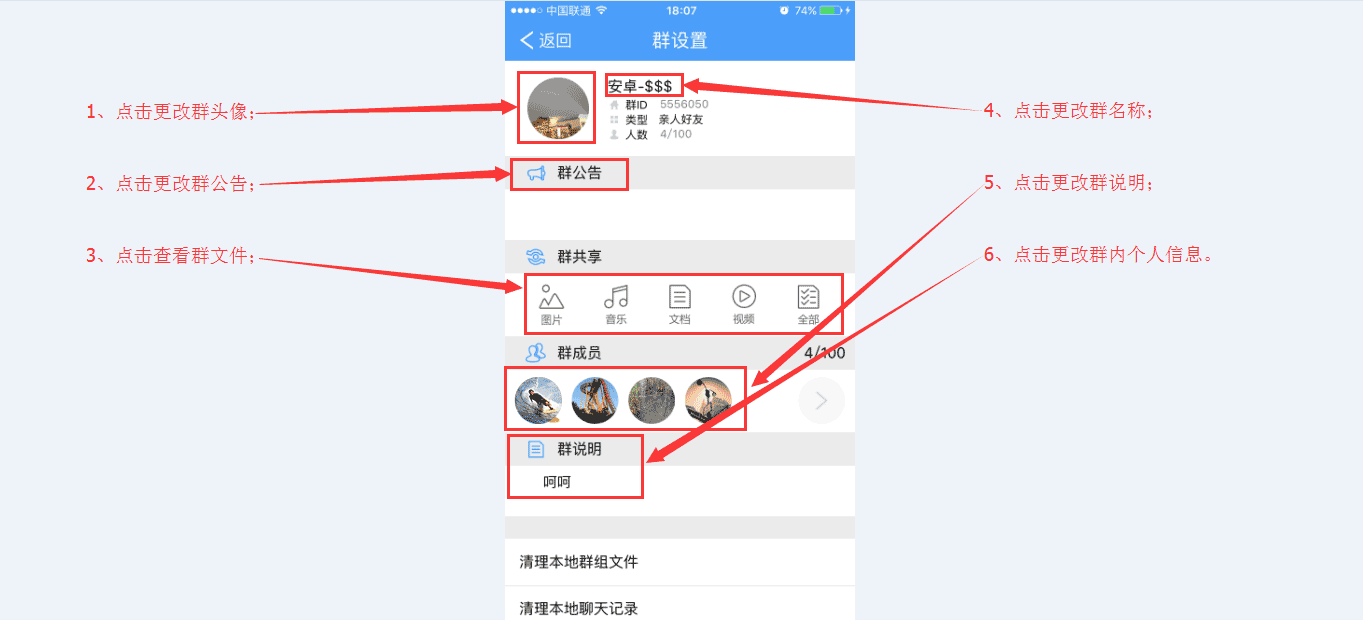 中国联通 18:07 74%
返回 群设置
1、点击更改群头像;
安卓-$$$
群ID 5556050
类型 亲人好友
人数 4/100
4、点击更改群名称;
2、点击更改群公告;
群公告
5、点击更改群说明;
3、点击查看群文件;
群共享
6、点击更改群内个人信息。
图片 音乐 文档 视频 全部
群成员 4/100
群说明
呵呵
清理本地群组文件
清理本地聊天记录